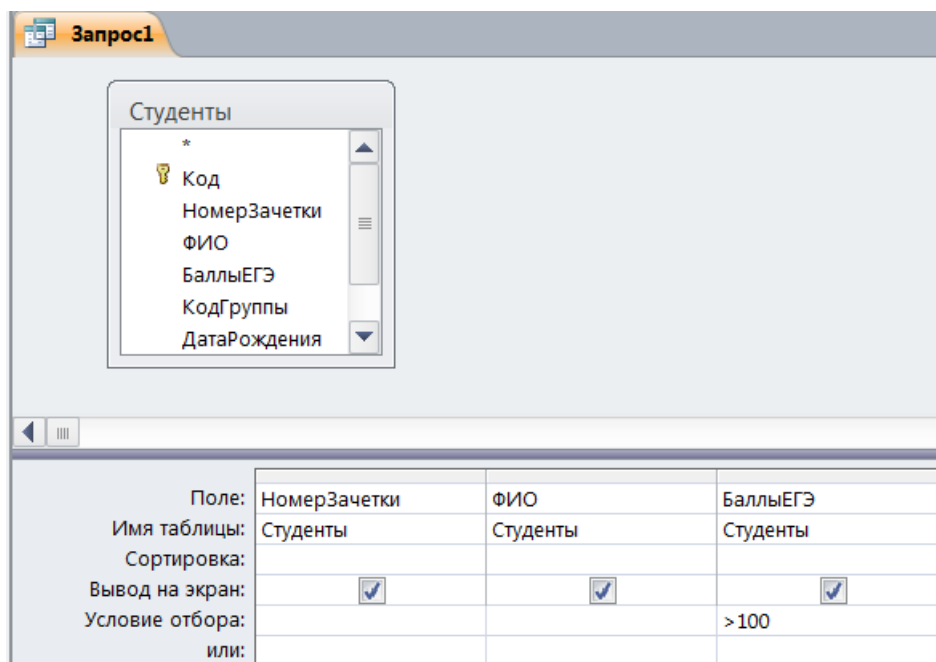 Запрос1
Студенты
*
Код
НомерЗачетки
ФИО
БаллыЕГЭ
КодГруппы
ДатаРождения
Поле: НомерЗачетки ФИО БаллыЕГЭ
Имя таблицы: Студенты Студенты Студенты
Сортировка:
Вывод на экран:
Условие отбора: >100
или: